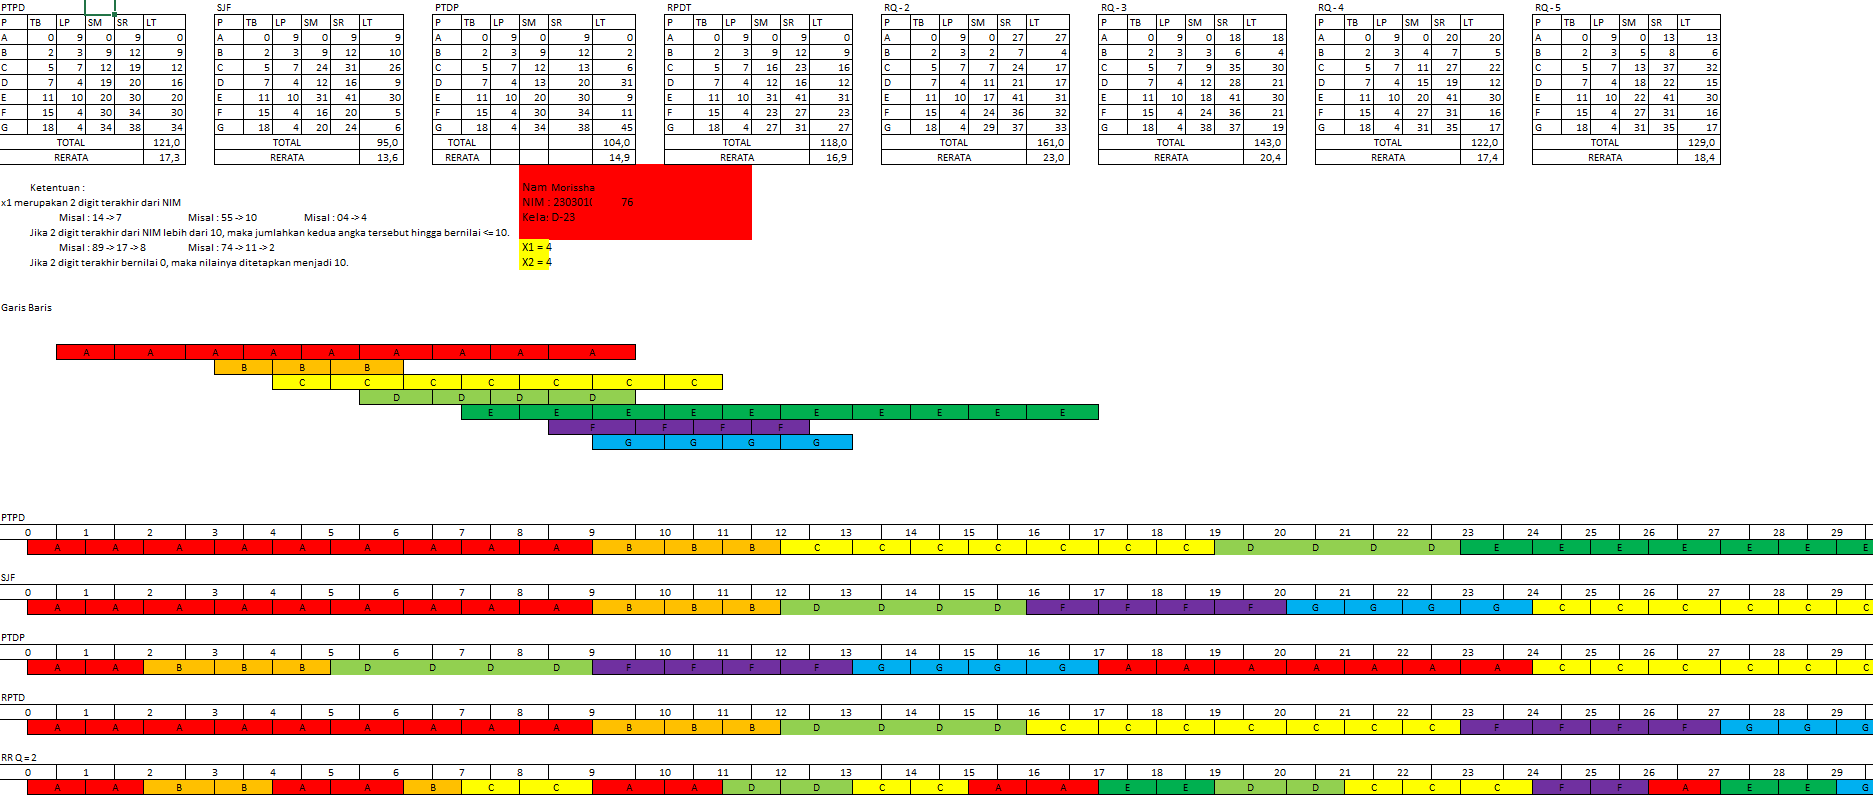 PTPD SJF PTDP RPDT RQ - 2 RQ - 3 RQ - 4 RQ - 5
P TB LP SM SR LT P TB LP SM SR LT P TB LP SM SR LT P TB LP SM SR LT P TB LP SM SR LT P TB LP SM SR LT P TB LP SM SR LT P TB LP SM SR LT
A 0 9 0 9 0 A 0 9 0 9 9 A 0 9 0 9 0 A 0 9 0 9 0 A 0 9 0 27 27 A 0 9 0 18 18 A 0 9 0 20 20 A 0 9 0 13 13
B 2 3 9 12 9 B 2 3 9 12 10 B 2 3 9 12 2 B 2 3 9 12 9 B 2 3 2 7 4 B 2 3 3 6 4 B 2 3 4 7 5 B 2 3 5 8 6
C 5 7 12 19 12 C 5 7 24 31 26 C 5 7 12 13 6 C 5 7 16 23 16 C 5 7 7 24 17 C 5 7 9 35 30 C 5 7 11 27 22 C 5 7 13 37 32
D 7 4 19 20 16 D 7 4 12 16 9 D 7 4 13 20 31 D 7 4 12 16 12 D 7 4 11 21 17 D 7 4 12 28 21 D 7 4 15 19 12 D 7 4 18 22 15
E 11 10 20 30 20 E 11 10 31 41 30 E 11 10 20 30 9 E 11 10 31 41 31 E 11 10 17 41 31 E 11 10 18 41 30 E 11 10 20 41 30 E 11 10 22 41 30
F 15 4 30 34 30 F 15 4 16 20 5 F 15 4 30 34 11 F 15 4 23 27 23 F 15 4 24 36 32 F 15 4 24 36 21 F 15 4 27 31 16 F 15 4 27 31 16
G 18 4 34 38 34 G 18 4 20 24 6 G 18 4 34 38 45 G 18 4 27 31 27 G 18 4 29 37 33 G 18 4 38 37 19 G 18 4 31 35 17 G 18 4 31 35 17
TOTAL 121,0 TOTAL 95,0 TOTAL 104,0 TOTAL 118,0 TOTAL 161,0 TOTAL 143,0 TOTAL 122,0 TOTAL 129,0
RERATA 17,3 RERATA 13,6 RERATA 14,9 RERATA 16,9 RERATA 23,0 RERATA 20,4 RERATA 17,4 RERATA 18,4
Ketentuan : Nam Morissha
x1 merupakan 2 digit terakhir dari NIM NIM : 230301( 76
Misal : 14 -> 7 Misal : 55 -> 10 Misal : 04 -> 4 Kela: D-23
Jika 2 digit terakhir dari NIM lebih dari 10, maka jumlahkan kedua angka tersebut hingga bernilai <= 10.
Misal : 89 -> 17 -> 8 Misal : 74 -> 11 -> 2 X1 = 4
Jika 2 digit terakhir bernilai 0, maka nilainya ditetapkan menjadi 10. X2 = 4
Garis Baris
A A A A A A A A A
B B B
C C C C C C C
D D D D
E E E E E E E E E E
F F F F
G G G G
PTPD
0 1 2 3 4 5 6 7 8 9 10 11 12 13 14 15 16 17 18 19 20 21 22 23 24 25 26 27 28 29
A A A A A A A A A B B B C C C C C C C D D D D E E E E E E E
SJF
0 1 2 3 4 5 6 7 8 9 10 11 12 13 14 15 16 17 18 19 20 21 22 23 24 25 26 27 28 29
A A A A A A A A A B B B D D D D F F F F G G G G C C C C C C
PTDP
0 1 2 3 4 5 6 7 8 9 10 11 12 13 14 15 16 17 18 19 20 21 22 23 24 25 26 27 28 29
A A B B B D D D D F F F F G G G G A A A A A A A C C C C C C
RPTD
0 1 2 3 4 5 6 7 8 9 10 11 12 13 14 15 16 17 18 19 20 21 22 23 24 25 26 27 28 29
A A A A A A A A A B B B D D D D C C C C C C C F F F F G G G
RR Q = 2
0 1 2 3 4 5 6 7 8 9 10 11 12 13 14 15 16 17 18 19 20 21 22 23 24 25 26 27 28 29
A A B B A A B C C A A D D C C A A E E D D C C C F F A E E G